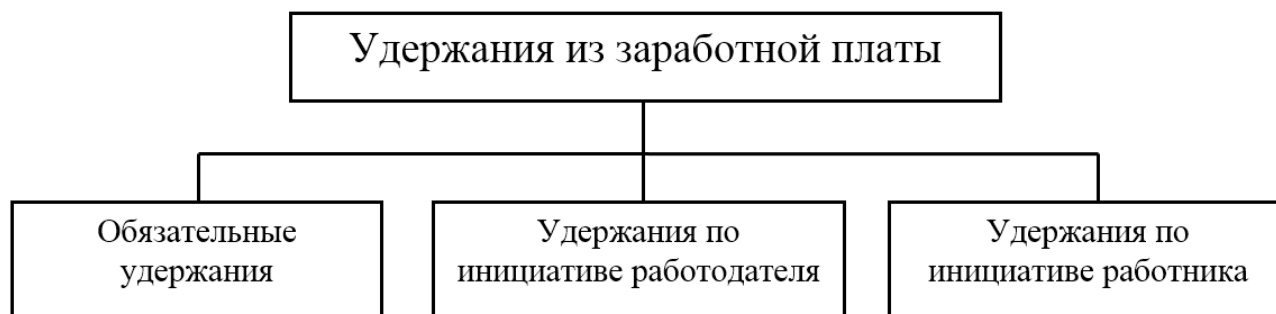 Удержания из заработной платы
Обязательные
удержания
Удержания по
инициативе работодателя
Удержания по
инициативе работника